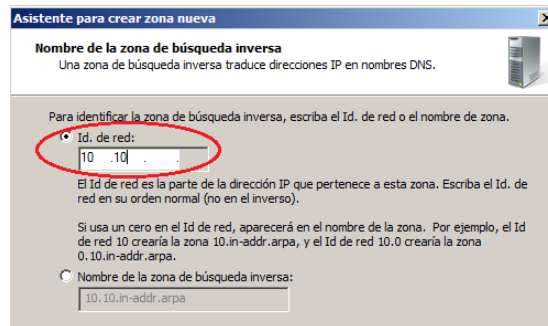 Asistente para crear zona nueva
Nombre de la zona de búsqueda inversa
Una zona de búsqueda inversa traduce direcciones IP en nombres DNS.
Para identificar la zona de búsqueda inversa, escriba el Id. de red o el nombre de zona.
Id. de red:
10 .10 . .
El Id de red es la parte de la dirección IP que pertenece a esta zona. Escriba el Id. de
red en su orden normal (no en el inverso).
Si usa un cero en el Id de red, aparecerá en el nombre de la zona. Por ejemplo, el Id
de red 10 crearía la zona 10.in-addr.arpa, y el Id de red 10.0 crearía la zona
0.10.in-addr.arpa.
Nombre de la zona de búsqueda inversa:
10.10.in-addr.arpa